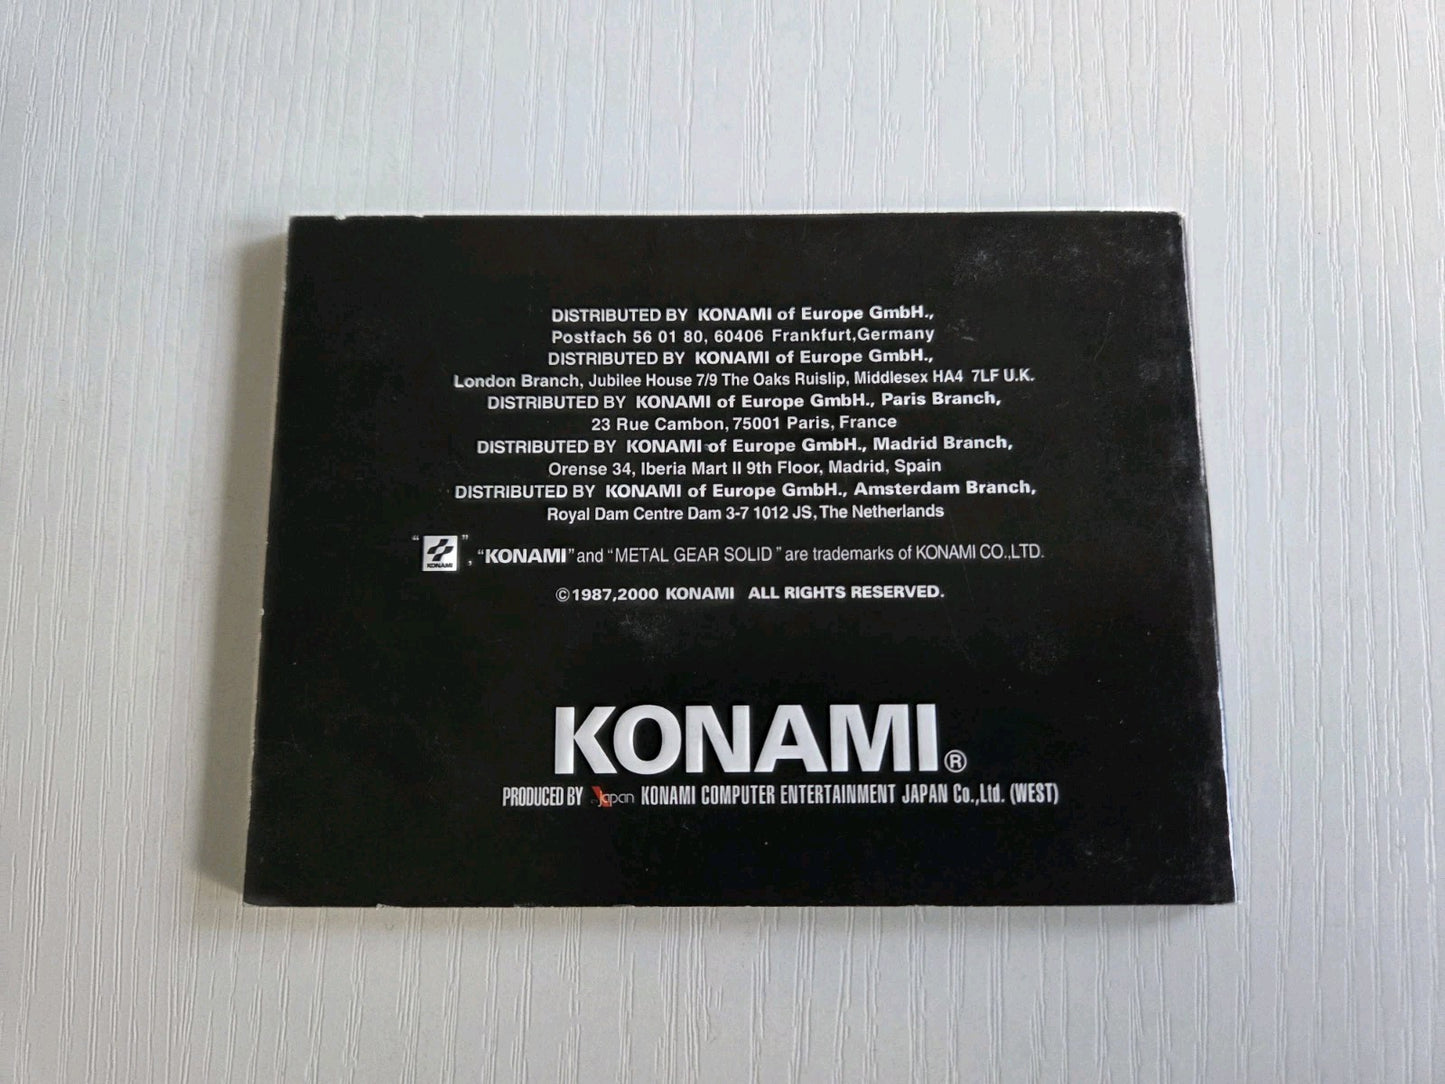 DISTRIBUTED BY KONAMI of Europe GmbH.,
Postfach 56 01 80, 60406 Frankfurt,Germany
DISTRIBUTED BY KONAMI of Europe GmbH.,
London Branch, Jubilee House 7/9 The Oaks Ruislip, Middlesex HA4 7LF U.K.
DISTRIBUTED BY KONAMI of Europe GmbH., Paris Branch,
23 Rue Cambon, 75001 Paris, France
DISTRIBUTED BY KONAMI of Europe GmbH., Madrid Branch,
Orense 34, Iberia Mart II 9th Floor, Madrid, Spain
DISTRIBUTED BY KONAMI of Europe GmbH., Amsterdam Branch,
Royal Dam Centre Dam 3-7 1012 JS, The Netherlands
“KONAMI”, “KONAMI” and “METAL GEAR SOLID” are trademarks of KONAMI CO.,LTD.
©1987,2000 KONAMI ALL RIGHTS RESERVED.
KONAMI®
PRODUCED BY Japan KONAMI COMPUTER ENTERTAINMENT JAPAN Co.,Ltd. (WEST)